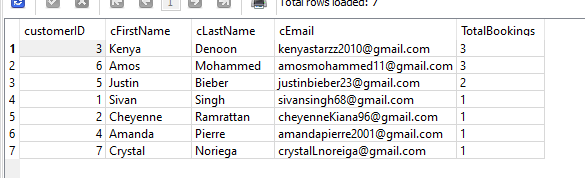 1 Total rows loaded: 7
customerID cFirstName cLastName cEmail TotalBookings
1 3 Kenya Denoon kenyastarzz2010@gmail.com 3
2 6 Amos Mohammed amosmohammed11@gmail.com 3
3 5 Justin Bieber justinbieber23@gmail.com 2
4 1 Sivan Singh sivansingh68@gmail.com 1
5 2 Cheyenne Ramrattan cheyenneKiana96@gmail.com 1
6 4 Amanda Pierre amandapierre2001@gmail.com 1
7 7 Crystal Noriega crystalLnoreiga@gmail.com 1